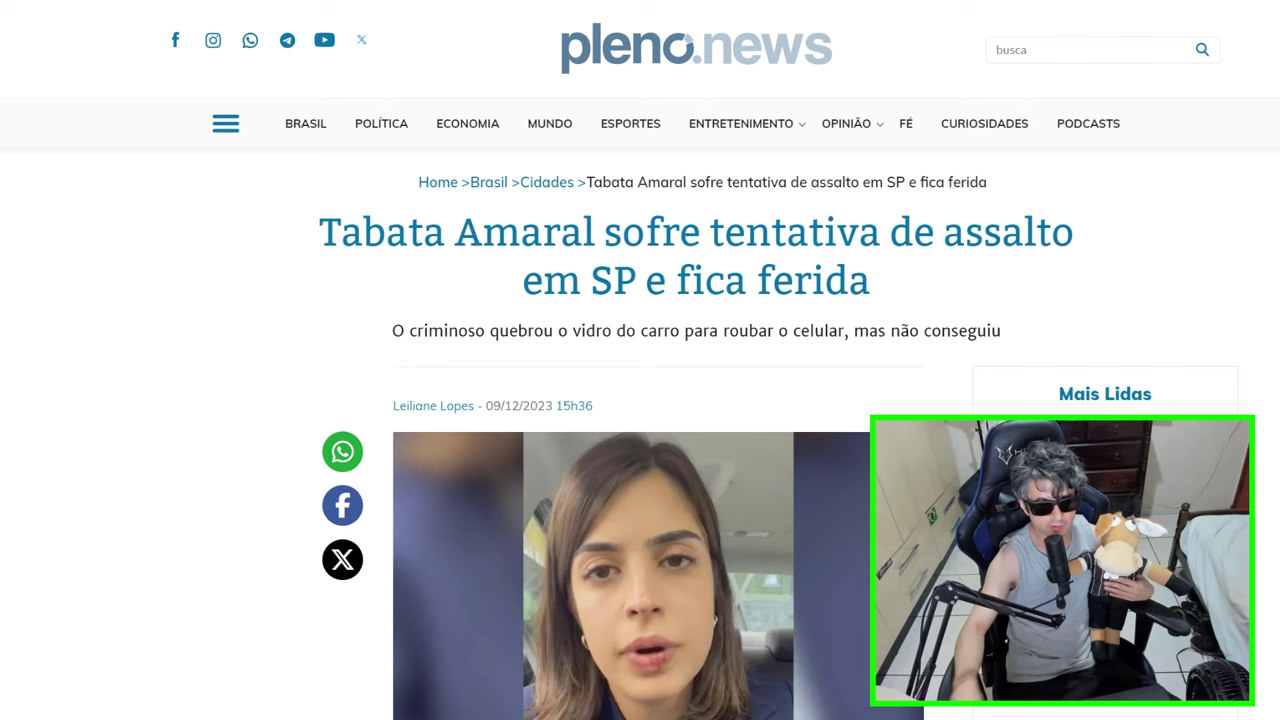 pleno.news
busca
BRASIL POLÍTICA ECONOMIA MUNDO ESPORTES ENTRETENIMENTO OPINIÃO FÉ CURIOSIDADES PODCASTS
Home >Brasil >Cidades >Tabata Amaral sofre tentativa de assalto em SP e fica ferida
Tabata Amaral sofre tentativa de assalto
em SP e fica ferida
O criminoso quebrou o vidro do carro para roubar o celular, mas não conseguiu
Mais Lidas
Leiliane Lopes - 09/12/2023 15h36